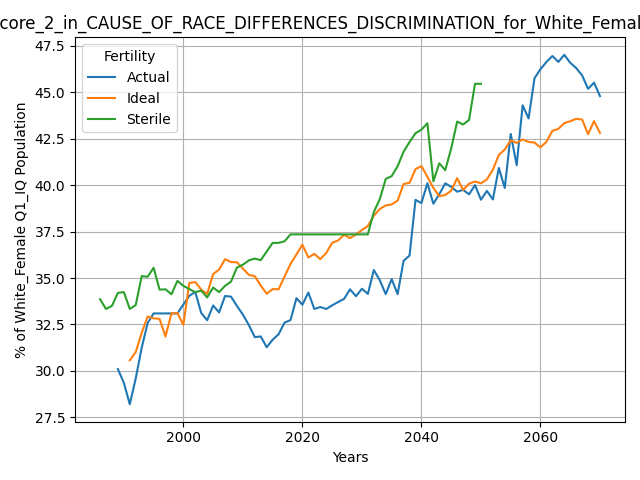 core_2_in_CAUSE_OF_RACE_DIFFERENCES_DISCRIMINATION_for_White_Femal
% of White_Female Q1_IQ Population
47.5
45.0
42.5
40.0
37.5
35.0
32.5
30.0
27.5
Fertility
Actual
Ideal
Sterile
2000
2020
2040
2060
Years